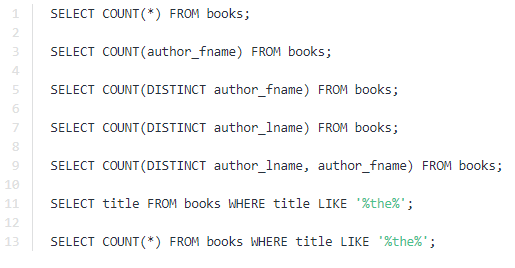 1 SELECT COUNT(*) FROM books;
2
3 SELECT COUNT(author_fname) FROM books;
4
5 SELECT COUNT(DISTINCT author_fname) FROM books;
6
7 SELECT COUNT(DISTINCT author_lname) FROM books;
8
9 SELECT COUNT(DISTINCT author_lname, author_fname) FROM books;
10
11 SELECT title FROM books WHERE title LIKE '%the%';
12
13 SELECT COUNT(*) FROM books WHERE title LIKE '%the%';